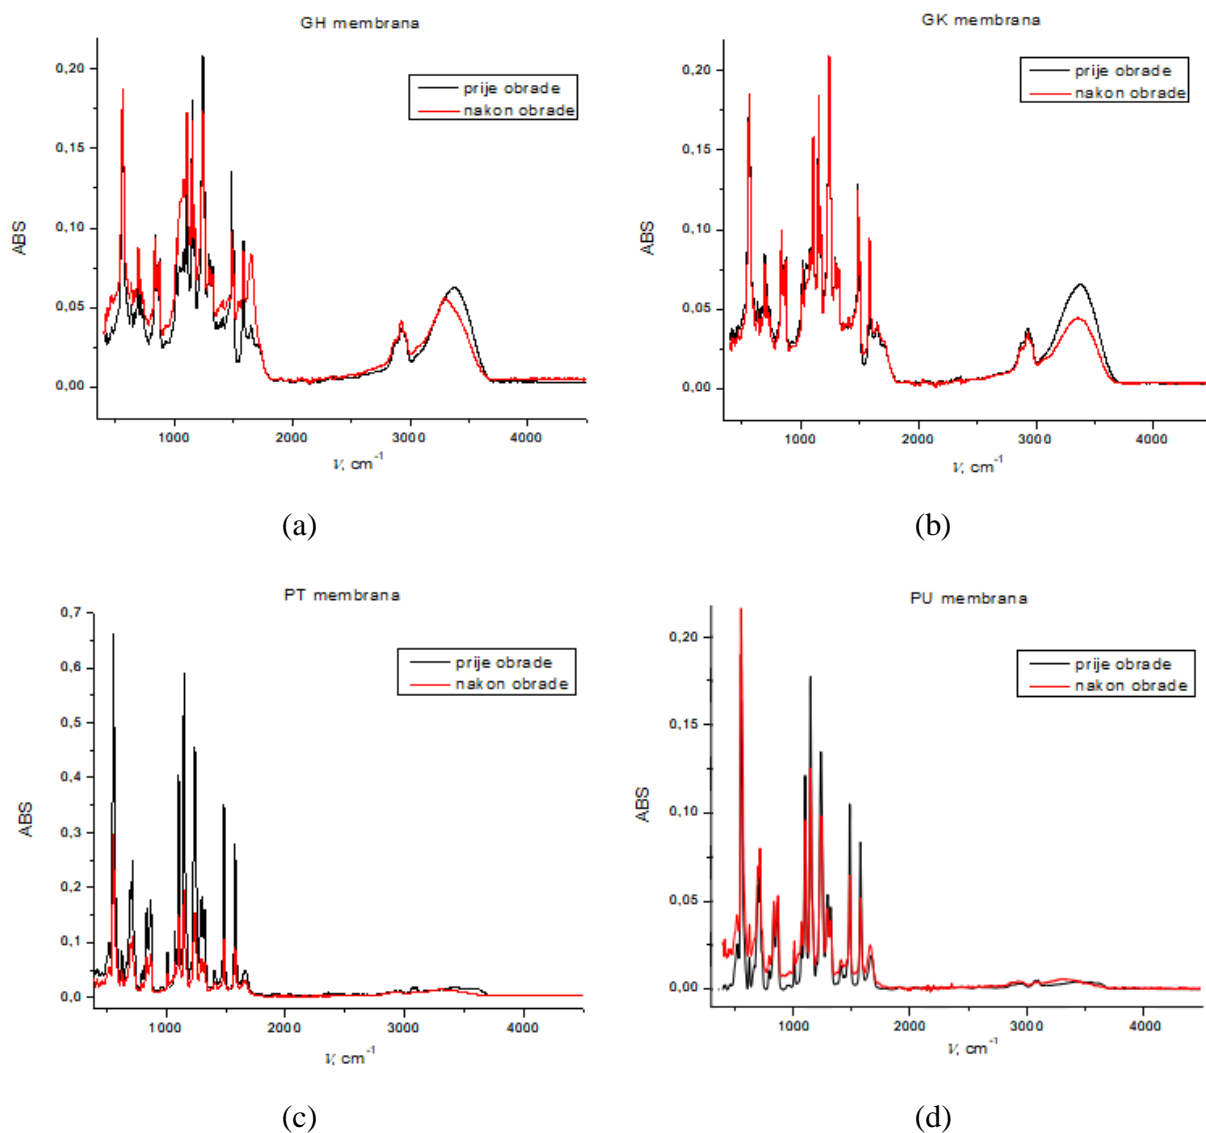 GH membrana
0,20
0,15
0,10
0,05
0,00
ABS
prije obrade
nakon obrade
1000 2000 3000 4000
ν, cm-1
(a)
GK membrana
0,20
0,15
0,10
0,05
0,00
ABS
prije obrade
nakon obrade
1000 2000 3000 4000
ν, cm-1
(b)
PT membrana
0,7
0,6
0,5
0,4
0,3
0,2
0,1
0,0
ABS
prije obrade
nakon obrade
1000 2000 3000 4000
ν, cm-1
(c)
PU membrana
0,20
0,15
0,10
0,05
0,00
ABS
prije obrade
nakon obrade
1000 2000 3000 4000
ν, cm-1
(d)